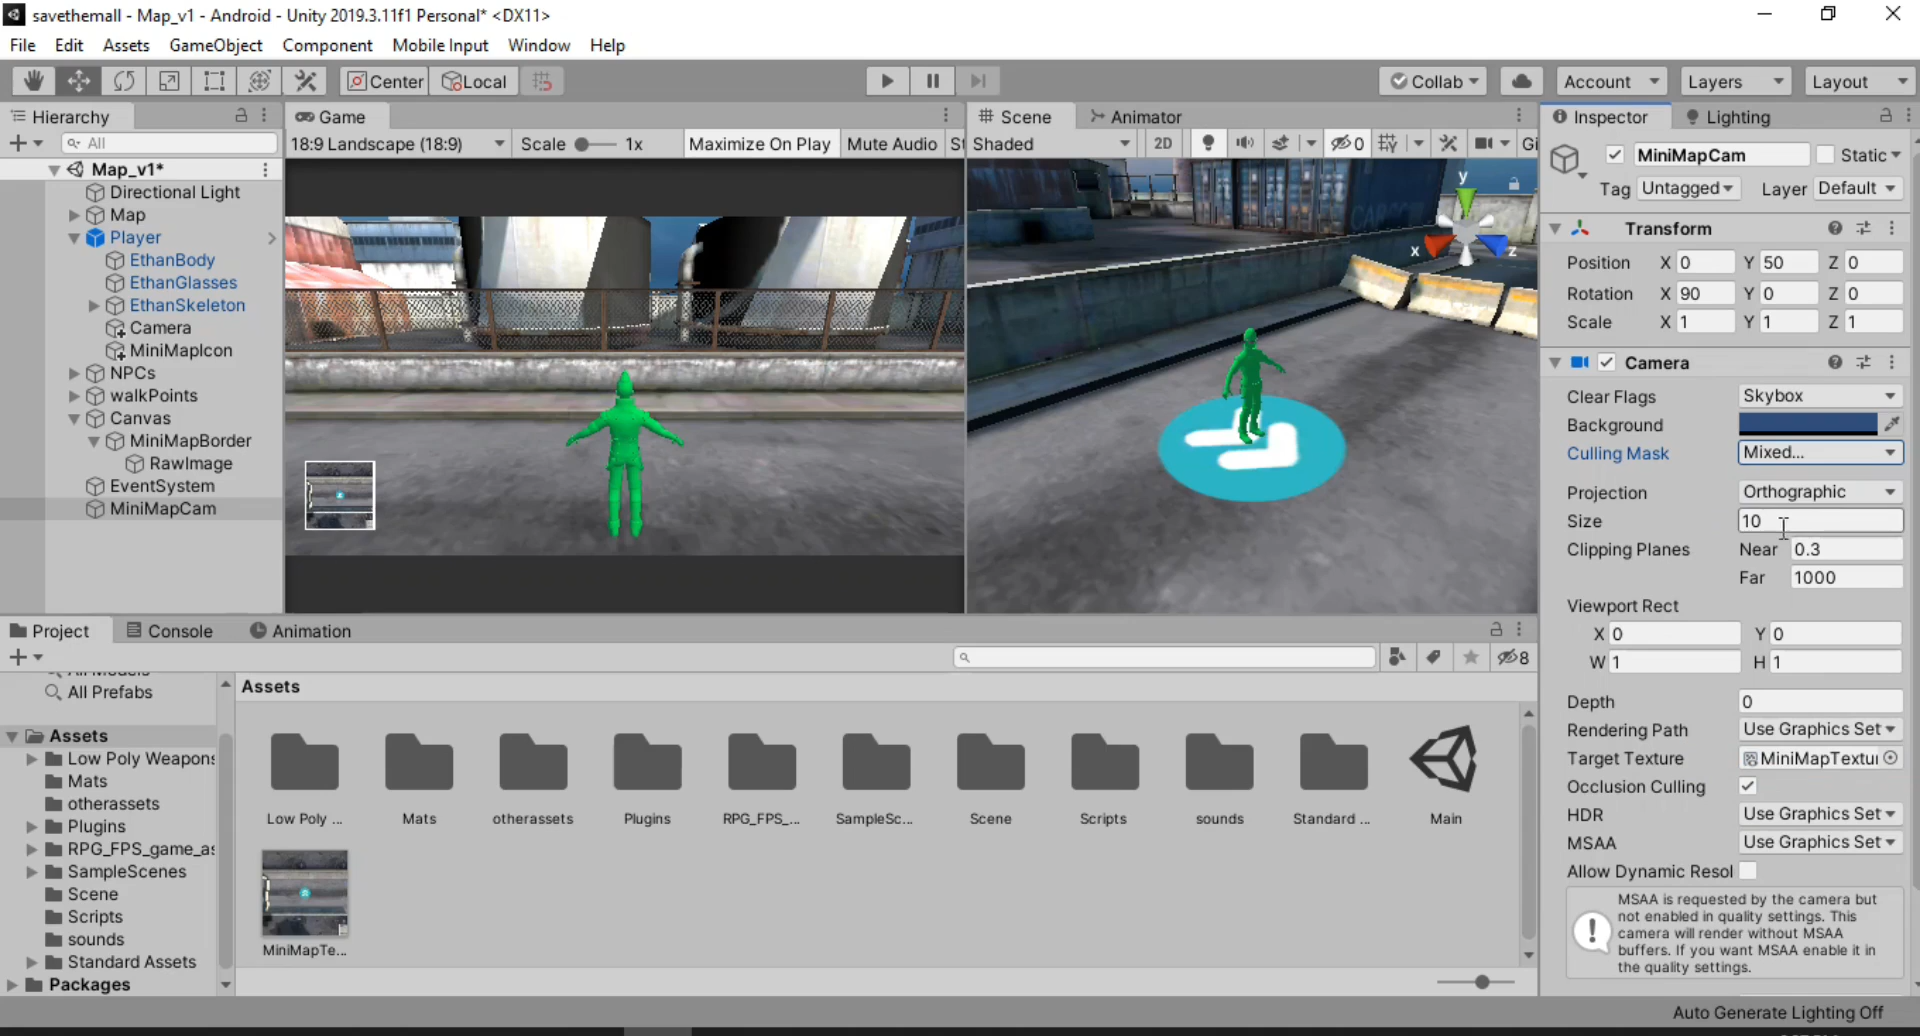 savethemall - Map_v1 - Android - Unity 2019.3.11f1 Personal* <DX11>
File Edit Assets GameObject Component Mobile Input Window Help
Center Local Collab Account Layers Layout
Hierarchy
All
Map_v1*
Directional Light
Map
Player
EthanBody
EthanGlasses
EthanSkeleton
Camera
MiniMapIcon
NPCs
walkPoints
Canvas
MiniMapBorder
RawImage
EventSystem
MiniMapCam
Game
18:9 Landscape (18:9) Scale 1x Maximize On Play Mute Audio St
Scene Animator
Shaded 2D 0 Gi
y
x z
Inspector Lighting
MiniMapCam Static
Tag Untagged Layer Default
Transform
Position X 0 Y 50 Z 0
Rotation X 90 Y 0 Z 0
Scale X 1 Y 1 Z 1
Camera
Clear Flags Skybox
Background
Culling Mask Mixed...
Projection Orthographic
Size 10
Clipping Planes Near 0.3
Far 1000
Viewport Rect
X 0 Y 0
W 1 H 1
Depth 0
Rendering Path Use Graphics Set
Target Texture MiniMapTextu
Occlusion Culling
HDR Use Graphics Set
MSAA Use Graphics Set
Allow Dynamic Resol
MSAA is requested by the camera but
not enabled in quality settings. This
camera will render without MSAA
buffers. If you want MSAA enable it in
the quality settings.
Project Console Animation
8
All Prefabs
Assets
Low Poly Weapons
Mats
otherassets
Plugins
RPG_FPS_game_as
SampleScenes
Scene
Scripts
sounds
Standard Assets
Packages
Assets
Low Poly ... Mats otherassets Plugins RPG_FPS_... SampleSc... Scene Scripts sounds Standard ... Main
MiniMapTe...
Auto Generate Lighting Off